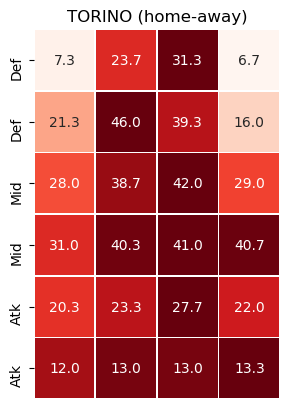 TORINO (home-away)
Def 7.3 23.7 31.3 6.7
Def 21.3 46.0 39.3 16.0
Mid 28.0 38.7 42.0 29.0
Mid 31.0 40.3 41.0 40.7
Atk 20.3 23.3 27.7 22.0
Atk 12.0 13.0 13.0 13.3